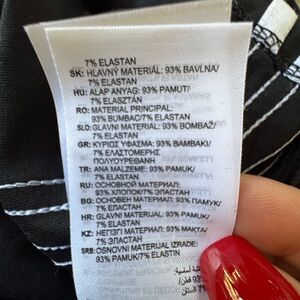 7% ELASTAN
SK: HLAVNÝ MATERIÁL: 93% BAVLNA/
7% ELASTAN
HU: ALAP ANYAG: 93% PAMUT/
7% ELASZTÁN
RO: MATERIAL PRINCIPAL:
93% BUMBAC/7% ELASTAN
SLO: GLAVNI MATERIAL: 93% BOMBAŽ/
7% ELASTAN
GR: ΚΥΡΙΩΣ ΥΦΑΣΜΑ: 93% ΒΑΜΒΑΚΙ/
7% ΕΛΑΣΤΟΜΕΡΗΣ
ΠΟΛΥΟΥΡΕΘΑΝΗ
TR: ANA MALZEME: 93% PAMUK/
7% ELASTAN
RU: ОСНОВНОЙ МАТЕРИАЛ:
93% ХЛОПОК/7% ЭЛАСТАН
BG: ОСНОВЕН МАТЕРИАЛ: 93% ПАМУК/
7% ЕЛАСТАН
HR: GLAVNI MATERIJAL: 93% PAMUK/
7% ELASTAN
KZ: НЕГІЗГІ МАТЕРИАЛ: 93% МАҚТА/
7% ЭЛАСТАН
SRB: OSNOVNI MATERIJAL IZRADE:
93% PAMUK/7% ELASTIN